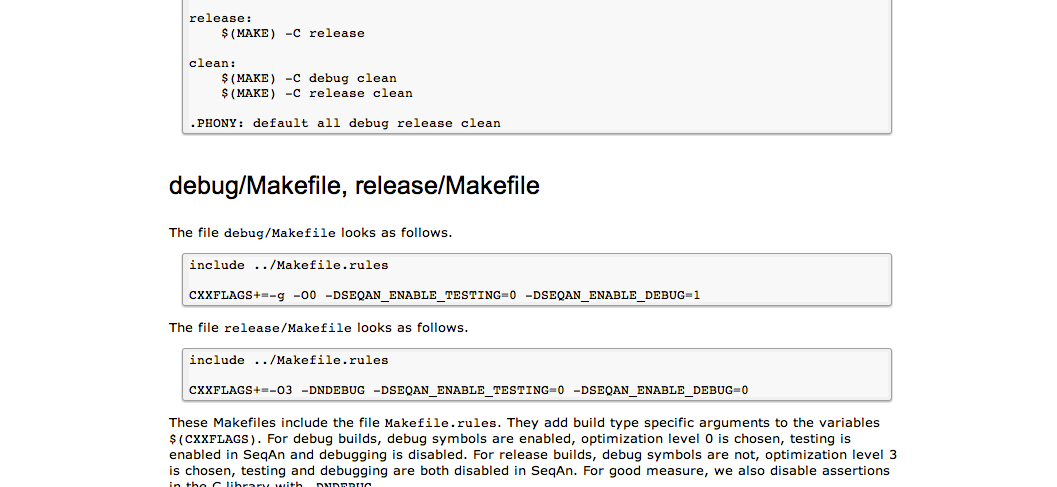 release:
$(MAKE) -C release
clean:
$(MAKE) -C debug clean
$(MAKE) -C release clean
.PHONY: default all debug release clean
debug/Makefile, release/Makefile
The file debug/Makefile looks as follows.
include ../Makefile.rules
CXXFLAGS+=-g -O0 -DSEQAN_ENABLE_TESTING=0 -DSEQAN_ENABLE_DEBUG=1
The file release/Makefile looks as follows.
include ../Makefile.rules
CXXFLAGS+=-O3 -DNDEBUG -DSEQAN_ENABLE_TESTING=0 -DSEQAN_ENABLE_DEBUG=0
These Makefiles include the file Makefile.rules. They add build type specific arguments to the variables
$(CXXFLAGS). For debug builds, debug symbols are enabled, optimization level 0 is chosen, testing is
enabled in SeqAn and debugging is disabled. For release builds, debug symbols are not, optimization level 3
is chosen, testing and debugging are both disabled in SeqAn. For good measure, we also disable assertions
in the C library with -DNDEBUG.